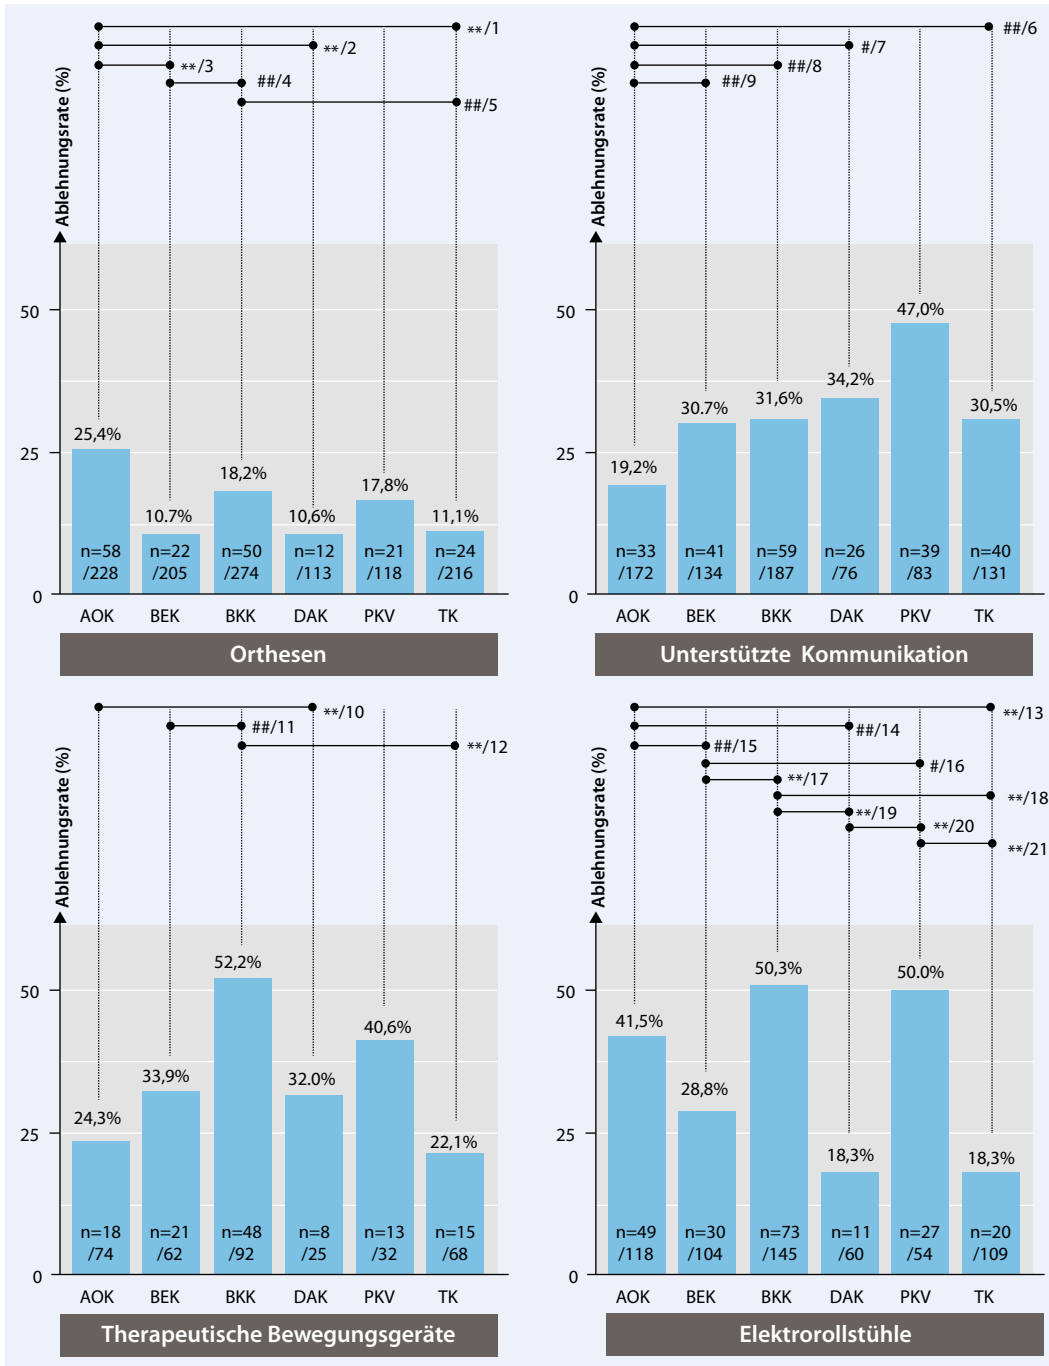 **/1
**/2
**/3
##/4
##/5
Ablehnungsrate (%)
50
25
0
25,4%
10.7%
18,2%
10,6%
17,8%
11,1%
n=58 n=22 n=50 n=12 n=21 n=24
/228 /205 /274 /113 /118 /216
AOK BEK BKK DAK PKV TK
Orthesen
##/6
#/7
##/8
##/9
Ablehnungsrate (%)
50
25
0
19,2%
30.7%
31,6%
34,2%
47,0%
30,5%
n=33 n=41 n=59 n=26 n=39 n=40
/172 /134 /187 /76 /83 /131
AOK BEK BKK DAK PKV TK
Unterstützte Kommunikation
**/10
##/11
**/12
Ablehnungsrate (%)
50
25
0
24,3%
33,9%
52,2%
32.0%
40,6%
22,1%
n=18 n=21 n=48 n=8 n=13 n=15
/74 /62 /92 /25 /32 /68
AOK BEK BKK DAK PKV TK
Therapeutische Bewegungsgeräte
**/13
##/14
##/15
#/16
**/17
**/18
**/19
**/20
**/21
Ablehnungsrate (%)
50
25
0
41,5%
28,8%
50,3%
18,3%
50.0%
18,3%
n=49 n=30 n=73 n=11 n=27 n=20
/118 /104 /145 /60 /54 /109
AOK BEK BKK DAK PKV TK
Elektrorollstühle